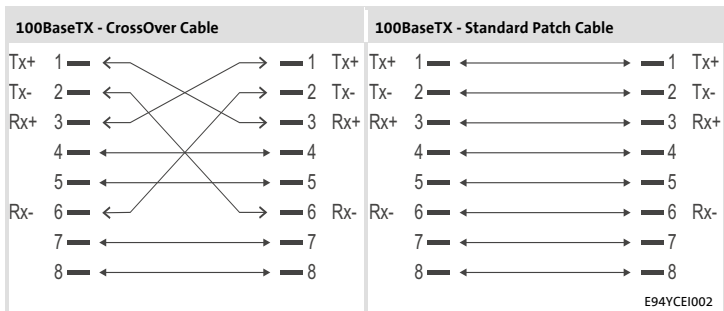 100BaseTX - CrossOver Cable 100BaseTX - Standard Patch Cable
Tx+ 1 1 Tx+ Tx+ 1 1 Tx+
Tx- 2 2 Tx- Tx- 2 2 Tx-
Rx+ 3 3 Rx+ Rx+ 3 3 Rx+
4 4 4 4
5 5 5 5
Rx- 6 6 Rx- Rx- 6 6 Rx-
7 7 7 7
8 8 8 8
E94YCEI002